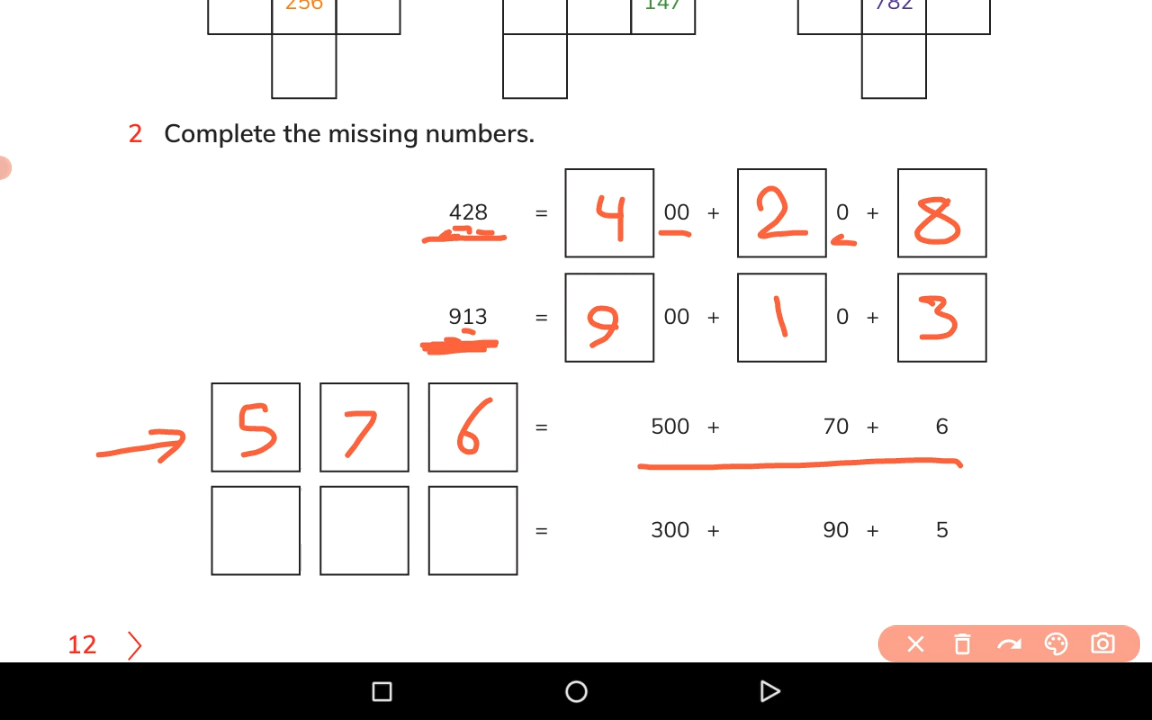 256 147 782
2 Complete the missing numbers.
428 = 4 00 + 2 0 + 8
913 = 9 00 + 1 0 + 3
5 7 6 = 500 + 70 + 6
= 300 + 90 + 5
12